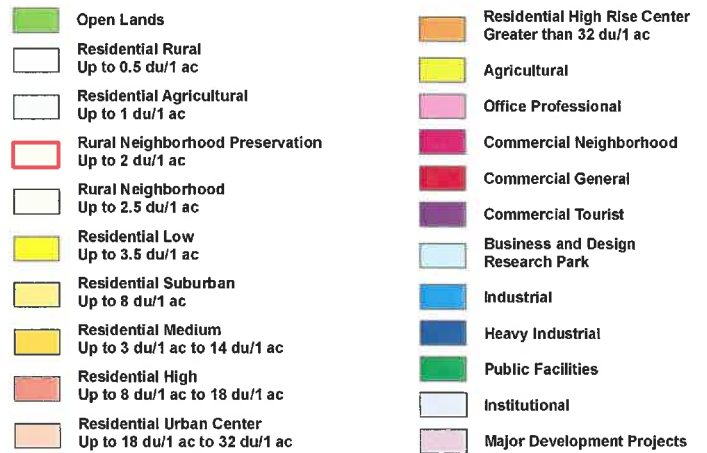 Open Lands
Residential Rural
Up to 0.5 du/1 ac
Residential Agricultural
Up to 1 du/1 ac
Rural Neighborhood Preservation
Up to 2 du/1 ac
Rural Neighborhood
Up to 2.5 du/1 ac
Residential Low
Up to 3.5 du/1 ac
Residential Suburban
Up to 8 du/1 ac
Residential Medium
Up to 3 du/1 ac to 14 du/1 ac
Residential High
Up to 8 du/1 ac to 18 du/1 ac
Residential Urban Center
Up to 18 du/1 ac to 32 du/1 ac
Residential High Rise Center
Greater than 32 du/1 ac
Agricultural
Office Professional
Commercial Neighborhood
Commercial General
Commercial Tourist
Business and Design
Research Park
Industrial
Heavy Industrial
Public Facilities
Institutional
Major Development Projects